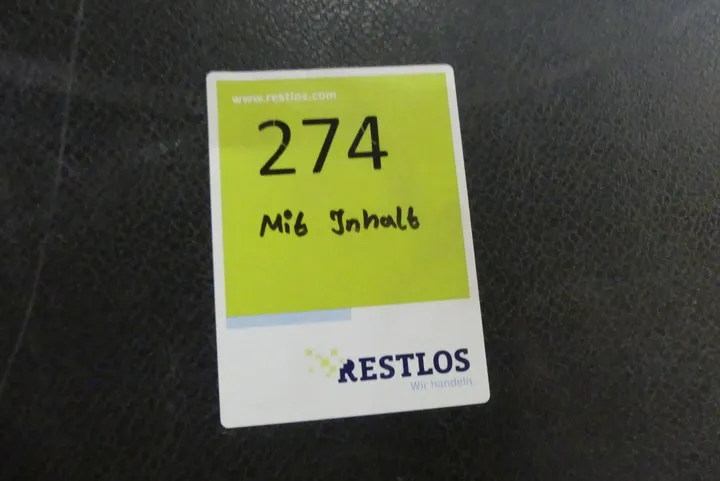 www.restlos.com
274
Mit Inhalt
RESTLOS
Wir handeln